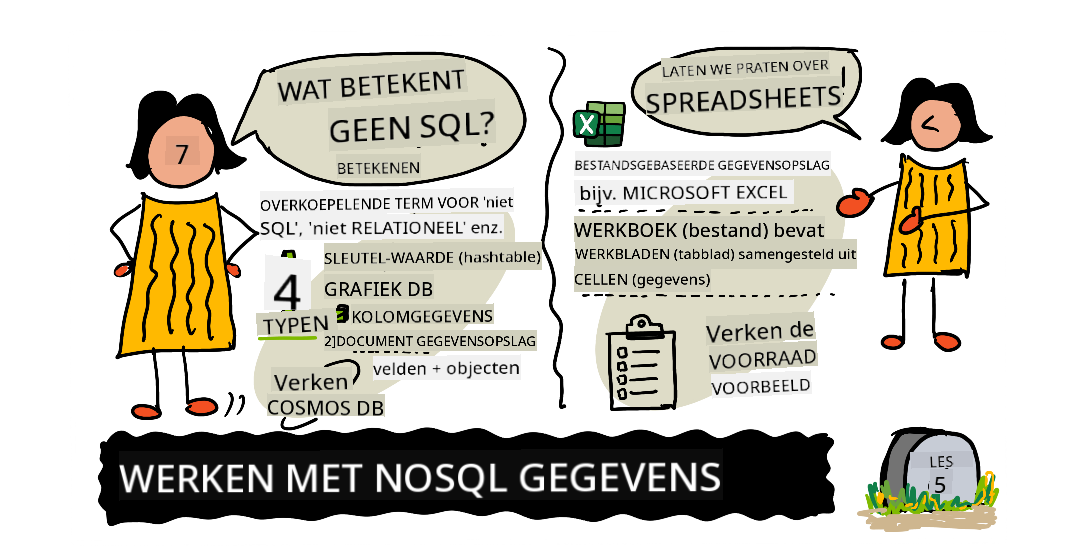 WAT BETEKENT
GEEN SQL?
BETEKENEN
7
OVERKOEPELENDE TERM VOOR 'niet
SQL', 'niet RELATIONEEL' enz.
4
TYPEN
SLEUTEL-WAARDE (hashtable)
GRAFIEK DB
3 KOLOMGEGEVENS
2]DOCUMENT GEGEVENSOPSLAG
velden + objecten
Verken
COSMOS DB
LATEN WE PRATEN OVER
SPREADSHEETS!
X
BESTANDSGEBASEERDE GEGEVENSOPSLAG
bijv. MICROSOFT EXCEL
WERKBOEK (bestand) bevat
WERKBLADEN (tabblad) samengesteld uit
CELLEN (gegevens)
Verken de
VOORRAAD
VOORBEELD
WERKEN MET NOSQL GEGEVENS
LES
5